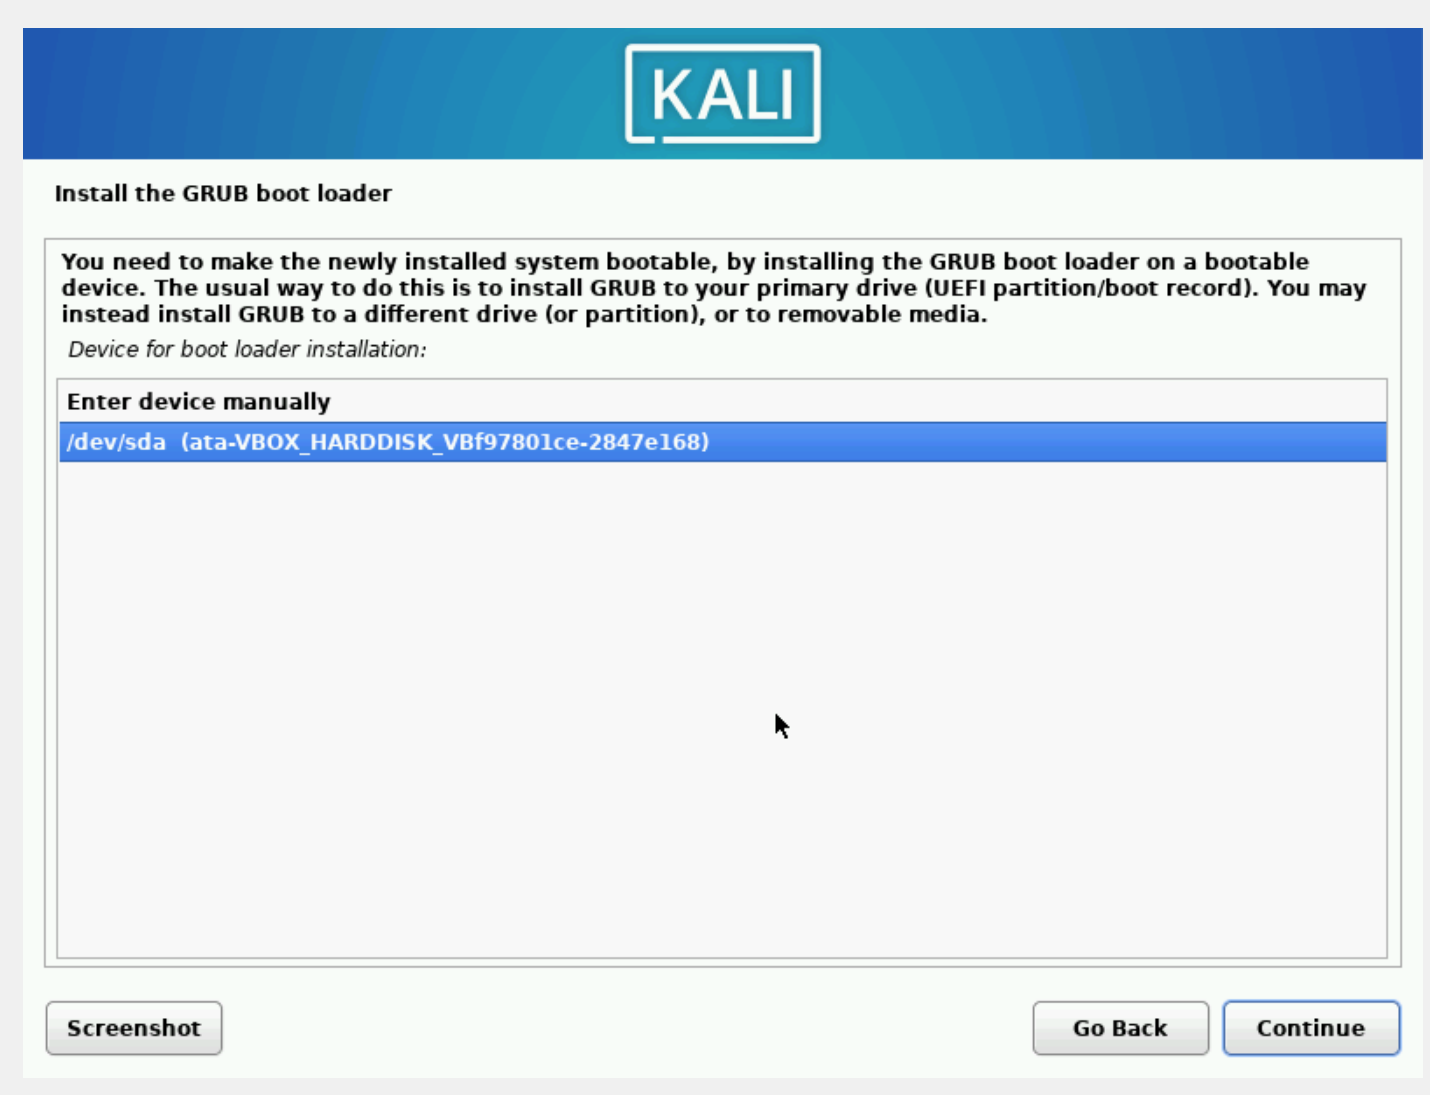 KALI
Install the GRUB boot loader
You need to make the newly installed system bootable, by installing the GRUB boot loader on a bootable
device. The usual way to do this is to install GRUB to your primary drive (UEFI partition/boot record). You may
instead install GRUB to a different drive (or partition), or to removable media.
Device for boot loader installation:
Enter device manually
/dev/sda  (ata-VBOX_HARDDISK_VBf97801ce-2847e168)
Screenshot
Go Back
Continue